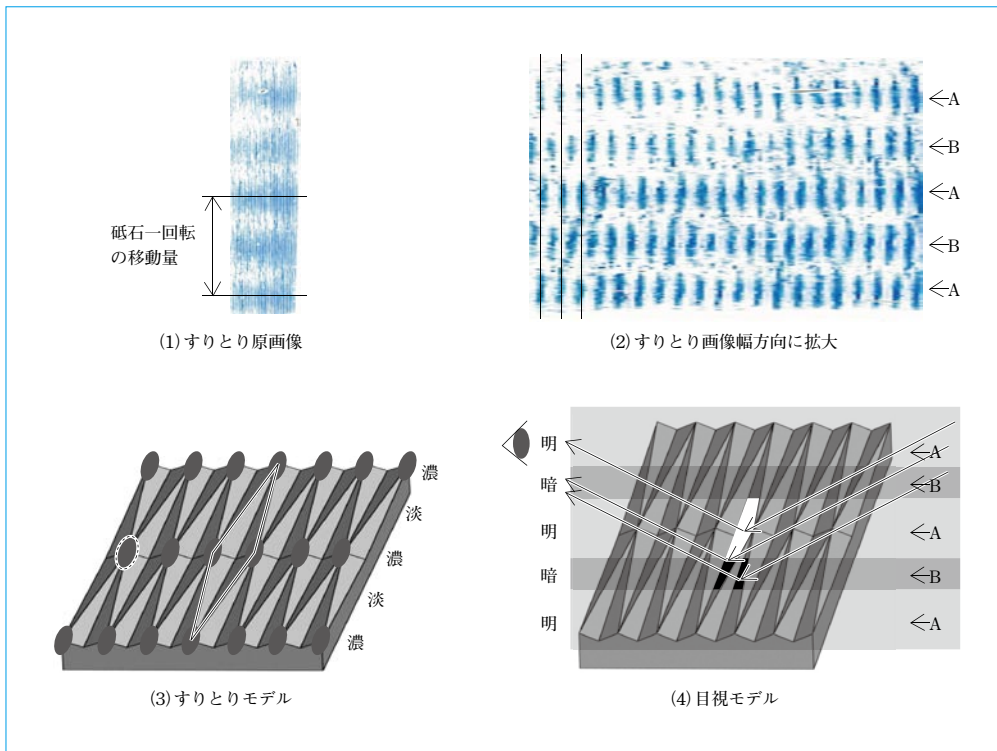 砥石一回転
の移動量
(1)すりとり原画像
A
B
A
B
A
(2)すりとり画像幅方向に拡大
濃
淡
濃
淡
濃
(3)すりとりモデル
明
暗
明
暗
明
A
B
A
B
A
(4)目視モデル